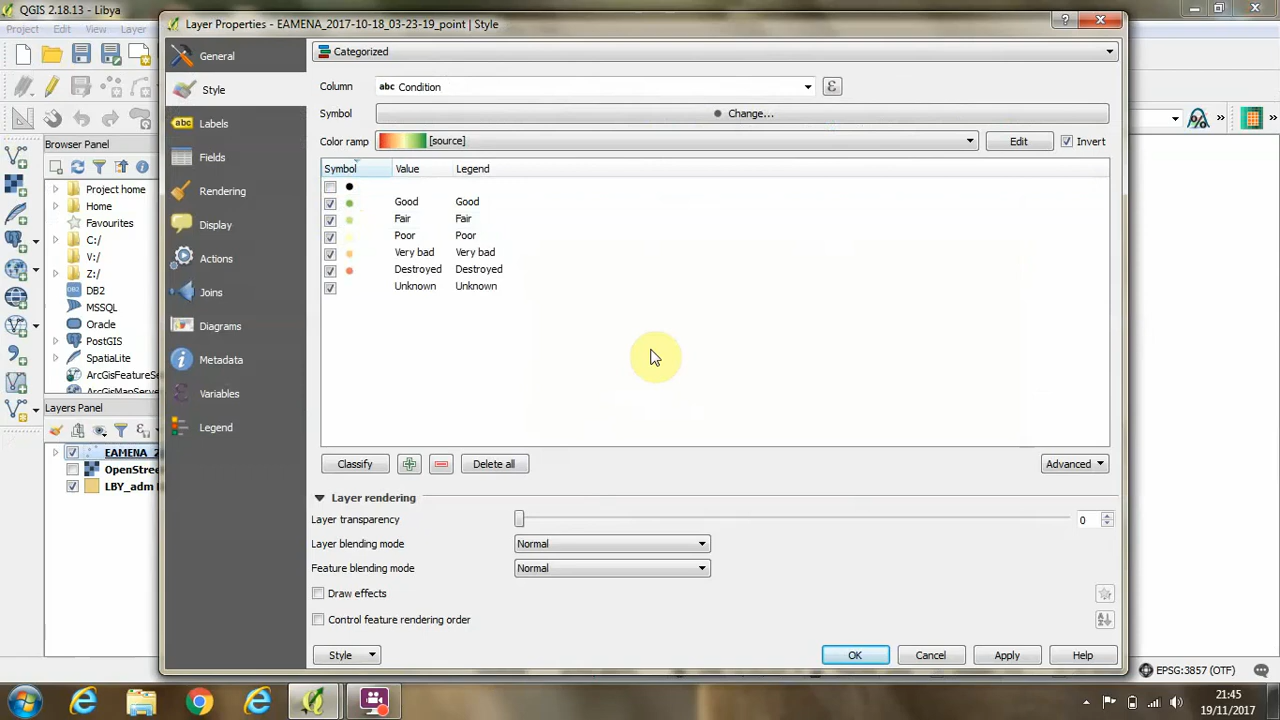 QGIS 2.18.13 - Libya
Layer Properties - EAMENA_2017-10-18_03-23-19_point | Style
Project Edit View Layer
General
Style
Labels
Fields
Rendering
Display
Actions
Joins
Diagrams
Metadata
Variables
Legend
Categorized
Column abc Condition ε
Symbol Change...
Color ramp [source] Edit Invert
Symbol Value Legend
Good Good
Fair Fair
Poor Poor
Very bad Very bad
Destroyed Destroyed
Unknown Unknown
Classify Delete all Advanced
Layer rendering
Layer transparency 0
Layer blending mode Normal
Feature blending mode Normal
Draw effects
Control feature rendering order
Style OK Cancel Apply Help
Browser Panel
Project home
Home
Favourites
C:/
V:/
Z:/
DB2
MSSQL
Oracle
PostGIS
SpatiaLite
ArcGisFeatureSe
ArcGisMapServe
Layers Panel
EAMENA_2
OpenStree
LBY_adm
EPSG:3857 (OTF)
21:45
19/11/2017